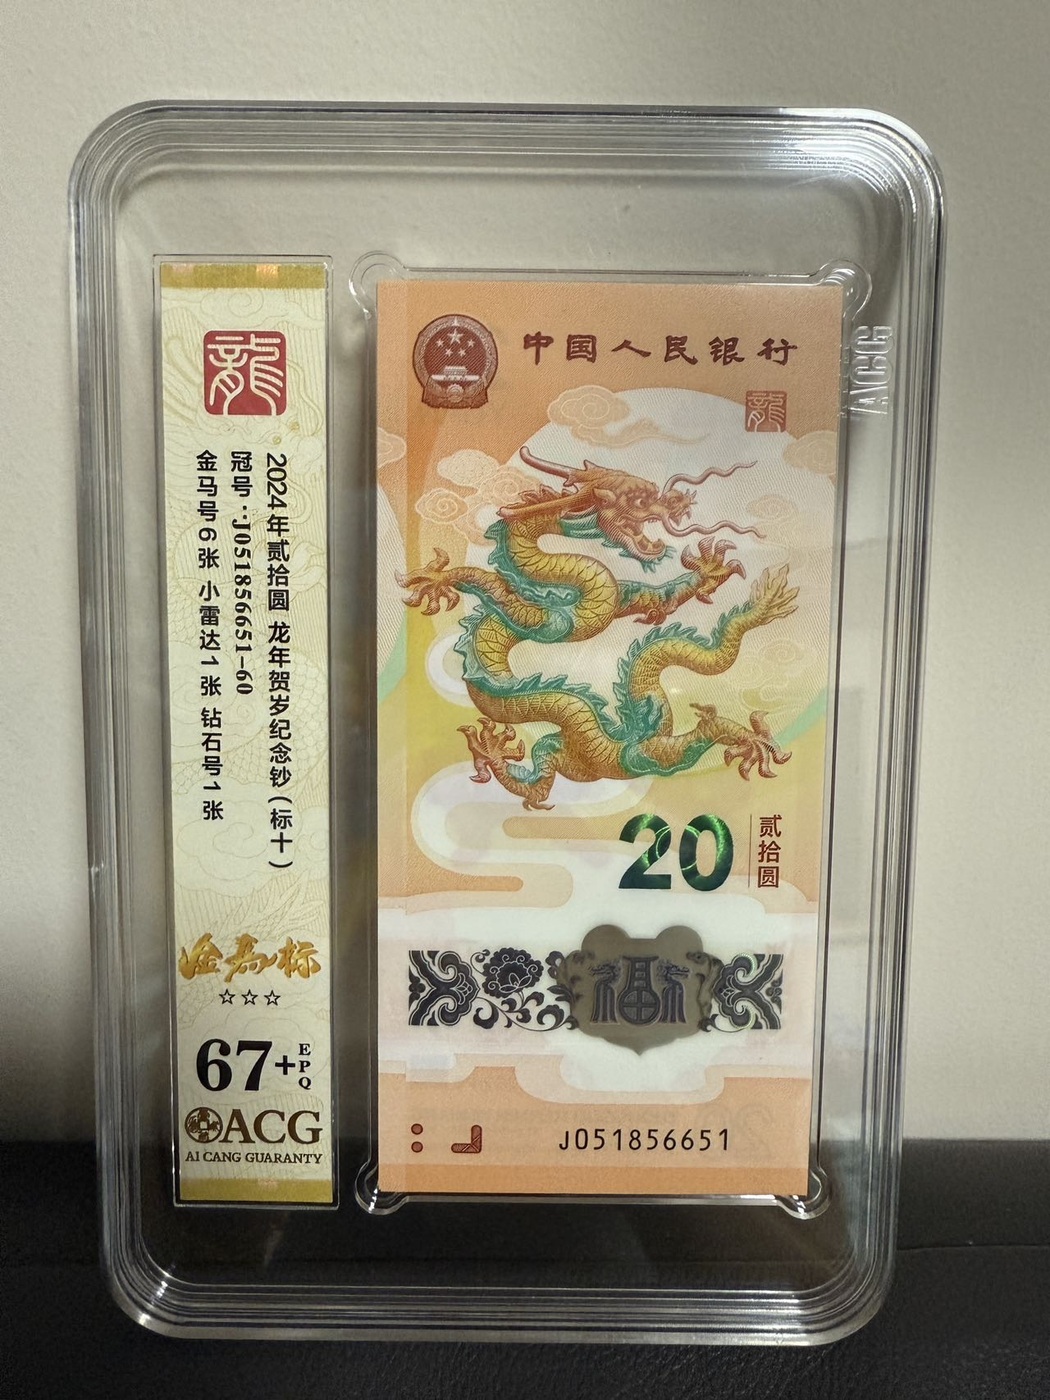 龍
2024年贰拾圆 龙年贺岁纪念钞(标十)
冠号:J051856651-60
金马号6张 小雷达1张 钻石号1张
金马标
☆☆☆
67+EPQ
ACG
AI CANG GUARANTY
中国人民银行
龍
20
贰拾圆
福
J051856651
ACG